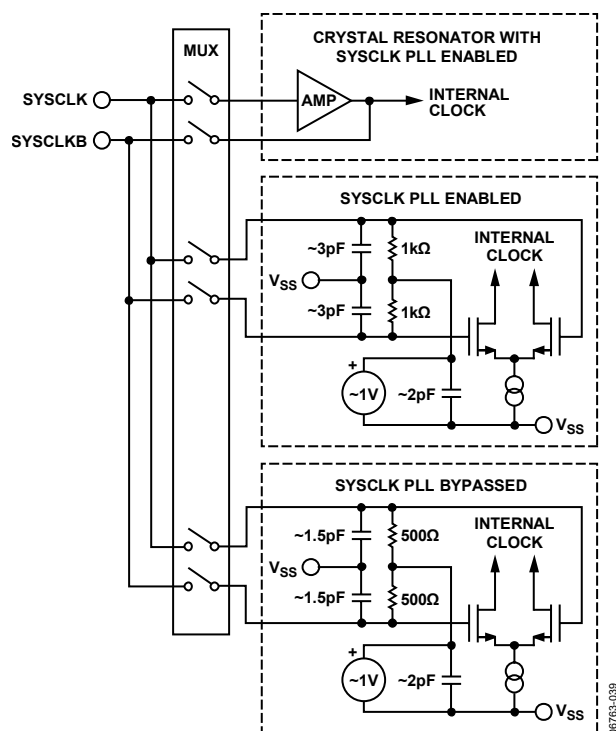 MUX
CRYSTAL RESONATOR WITH
SYSCLK PLL ENABLED
SYSCLK
AMP
INTERNAL
CLOCK
SYSCLKB
SYSCLK PLL ENABLED
~3pF
1kΩ
INTERNAL
CLOCK
VSS
~3pF
1kΩ
+
~1V
~2pF
VSS
SYSCLK PLL BYPASSED
~1.5pF
500Ω
INTERNAL
CLOCK
VSS
~1.5pF
500Ω
+
~1V
~2pF
VSS
06763-039